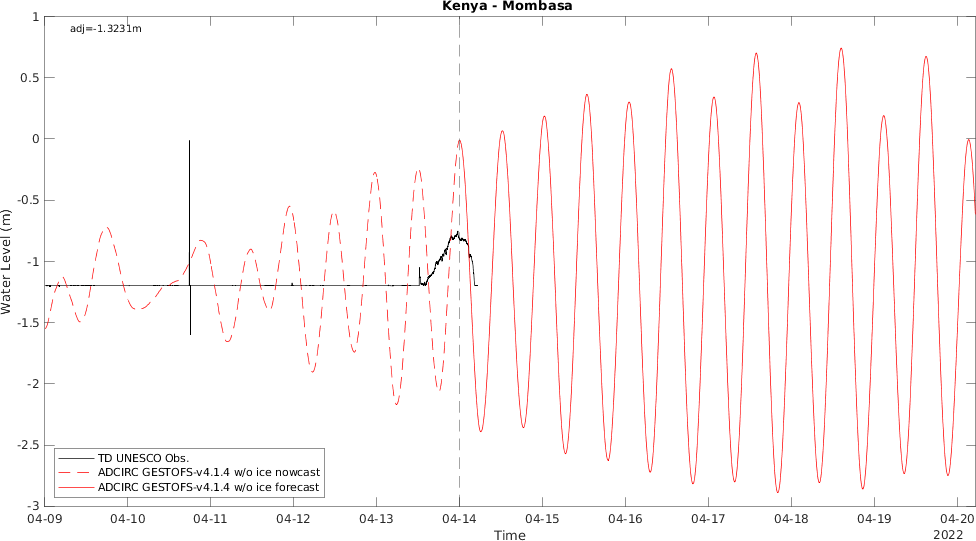 Kenya - Mombasa
adj=-1.3231m
1
0.5
0
-0.5
-1
-1.5
-2
-2.5
-3
Water Level (m)
TD UNESCO Obs.
ADCIRC GESTOFS-v4.1.4 w/o ice nowcast
ADCIRC GESTOFS-v4.1.4 w/o ice forecast
04-09 04-10 04-11 04-12 04-13 04-14 04-15 04-16 04-17 04-18 04-19 04-20
Time
2022